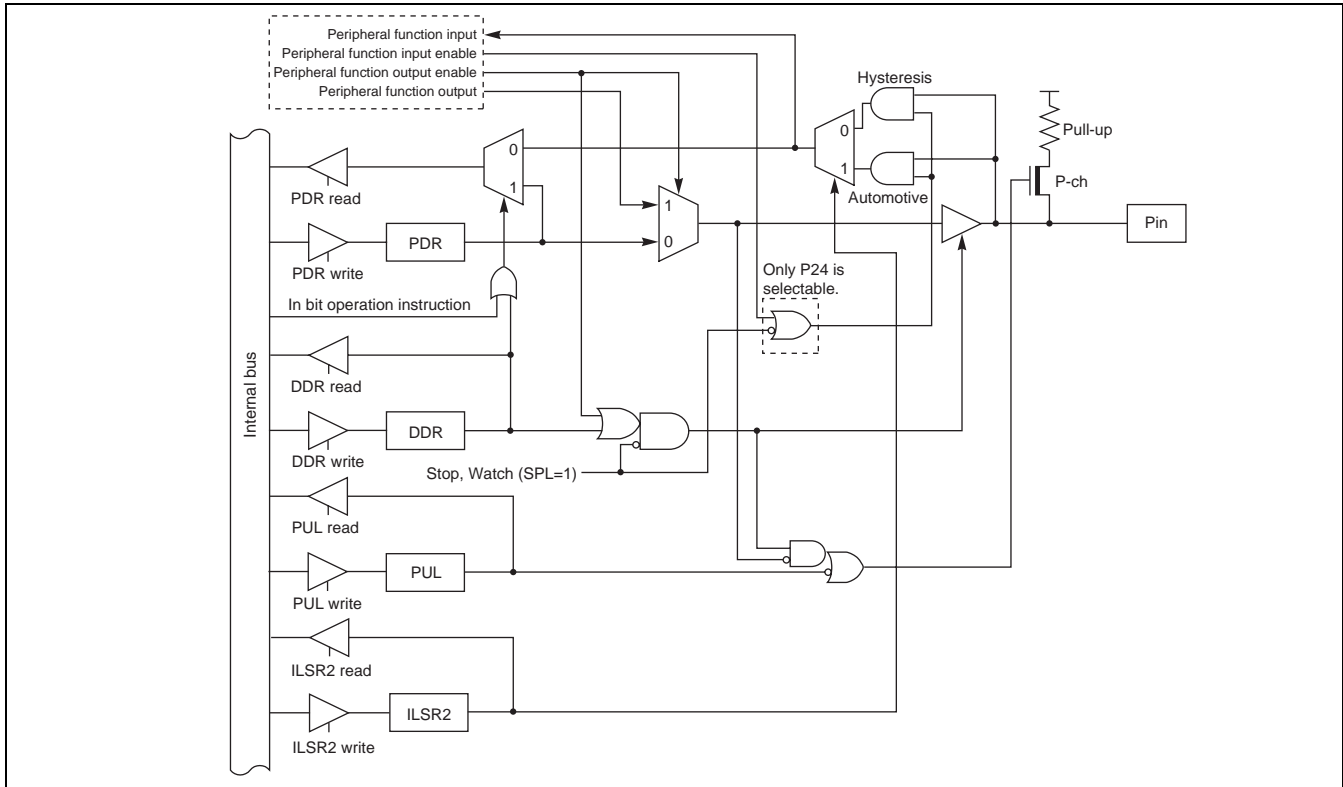 Peripheral function input
Peripheral function input enable
Peripheral function output enable
Peripheral function output
Hysteresis
0
1
Automotive
Pull-up
P-ch
Pin
0
1
PDR read
PDR
PDR write
1
0
Only P24 is
selectable.
In bit operation instruction
Internal bus
DDR read
DDR
DDR write
Stop, Watch (SPL=1)
PUL read
PUL
PUL write
ILSR2 read
ILSR2
ILSR2 write